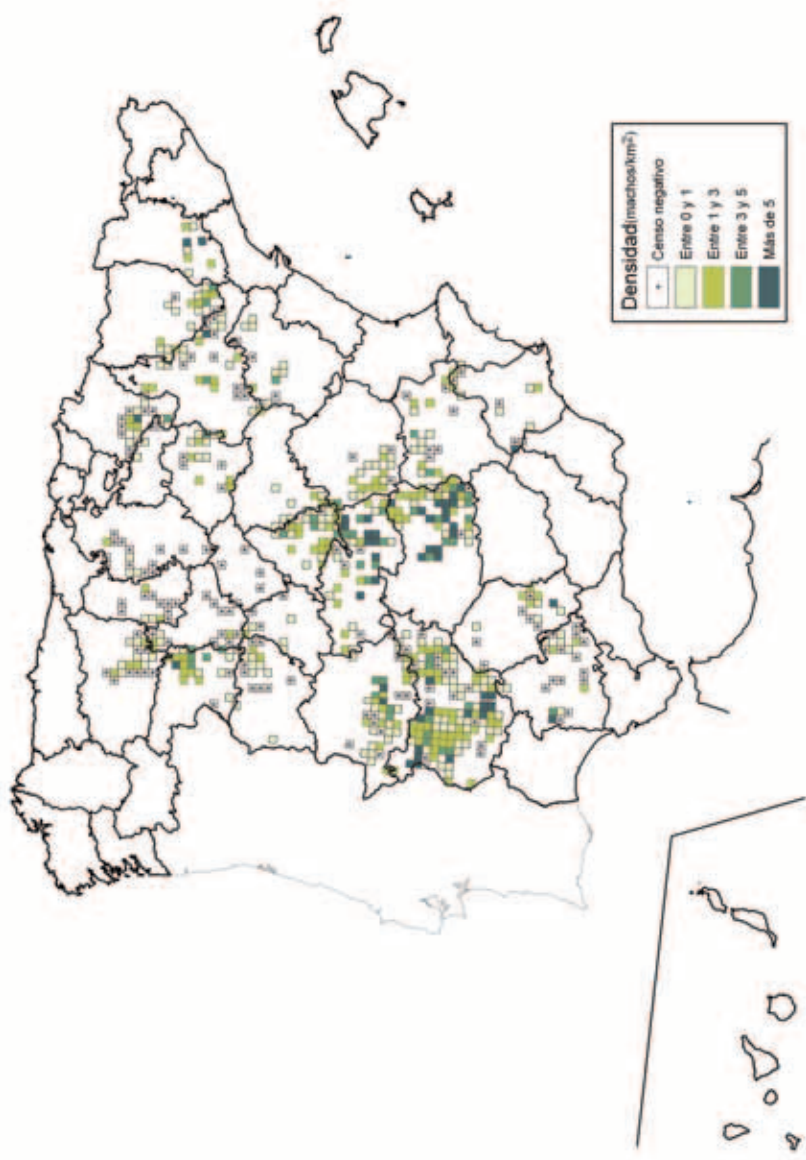 Densidad(machos/km²)
Censo negativo
Entre 0 y 1
Entre 1 y 3
Entre 3 y 5
Más de 5